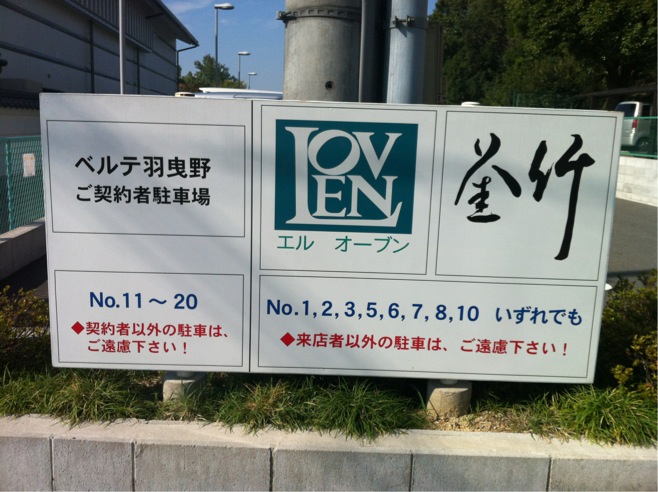 ベルテ羽曳野
ご契約者駐車場
No.11～20
◆契約者以外の駐車は、
ご遠慮下さい！
LOVEN
エル オーブン
釜竹
No.1,2,3,5,6,7,8,10 いずれでも
◆来店者以外の駐車は、ご遠慮下さい！